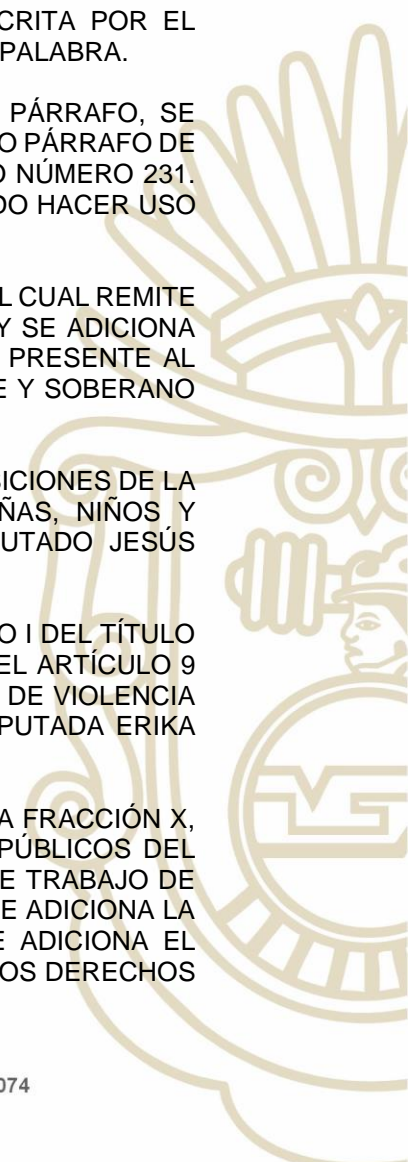 CRITA POR EL
PALABRA.
PÁRRAFO, SE
O PÁRRAFO DE
O NÚMERO 231.
DO HACER USO
L CUAL REMITE
Y SE ADICIONA
PRESENTE AL
E Y SOBERANO
SICIONES DE LA
ÑAS, NIÑOS Y
UTADO JESÚS
O I DEL TÍTULO
EL ARTÍCULO 9
DE VIOLENCIA
PUTADA ERIKA
A FRACCIÓN X,
PÚBLICOS DEL
E TRABAJO DE
E ADICIONA LA
E ADICIONA EL
OS DERECHOS
074